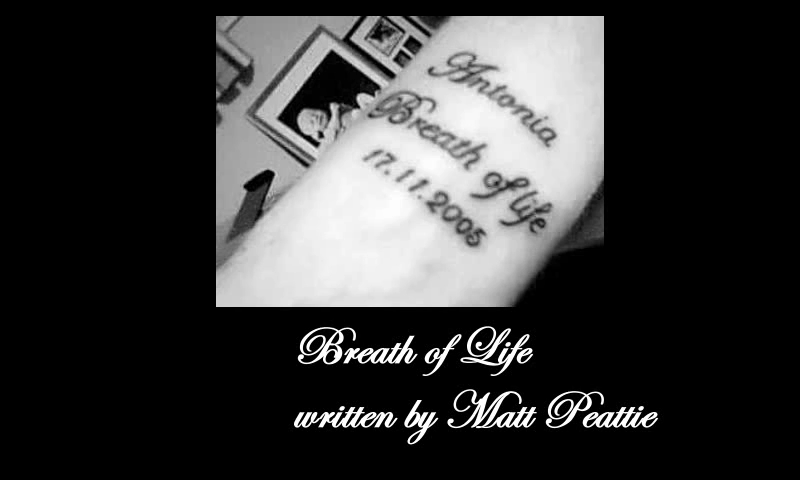 Antonia
Breath of life
17.11.2005
Breath of Life
written by Matt Peattie